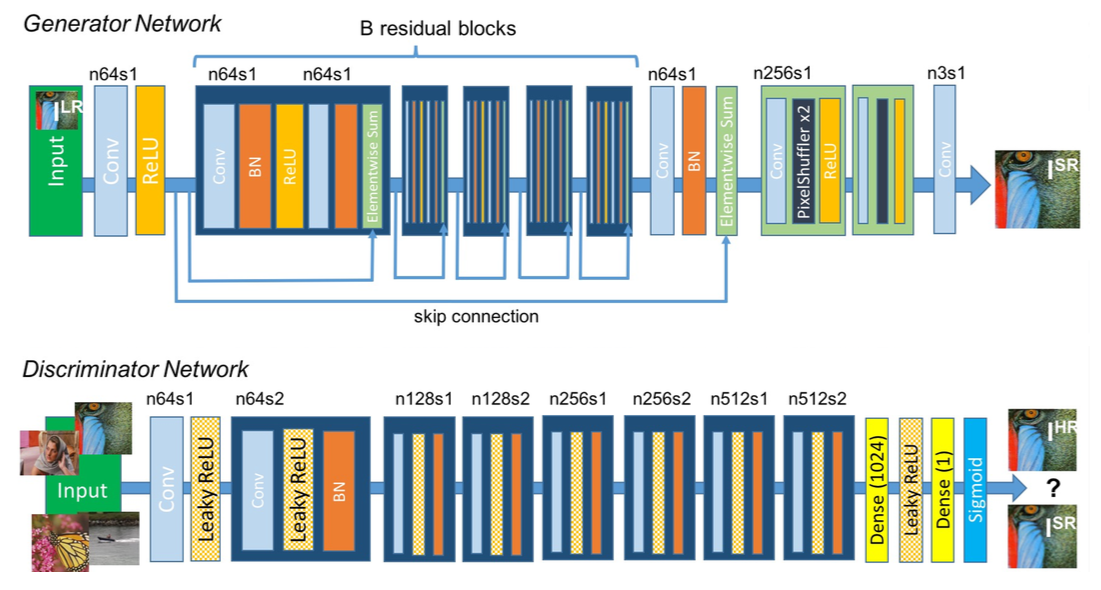 Generator Network
B residual blocks
n64s1
n64s1
n64s1
n64s1
n256s1
n3s1
I LR
Input
Conv
ReLU
Conv
BN
ReLU
Elementwise Sum
Conv
BN
Elementwise Sum
Conv
PixelShuffler x2
ReLU
Conv
I SR
skip connection
Discriminator Network
n64s1
n64s2
n128s1
n128s2
n256s1
n256s2
n512s1
n512s2
Input
Conv
Leaky ReLU
Conv
Leaky ReLU
BN
Dense (1024)
Leaky ReLU
Dense (1)
Sigmoid
I HR
?
I SR